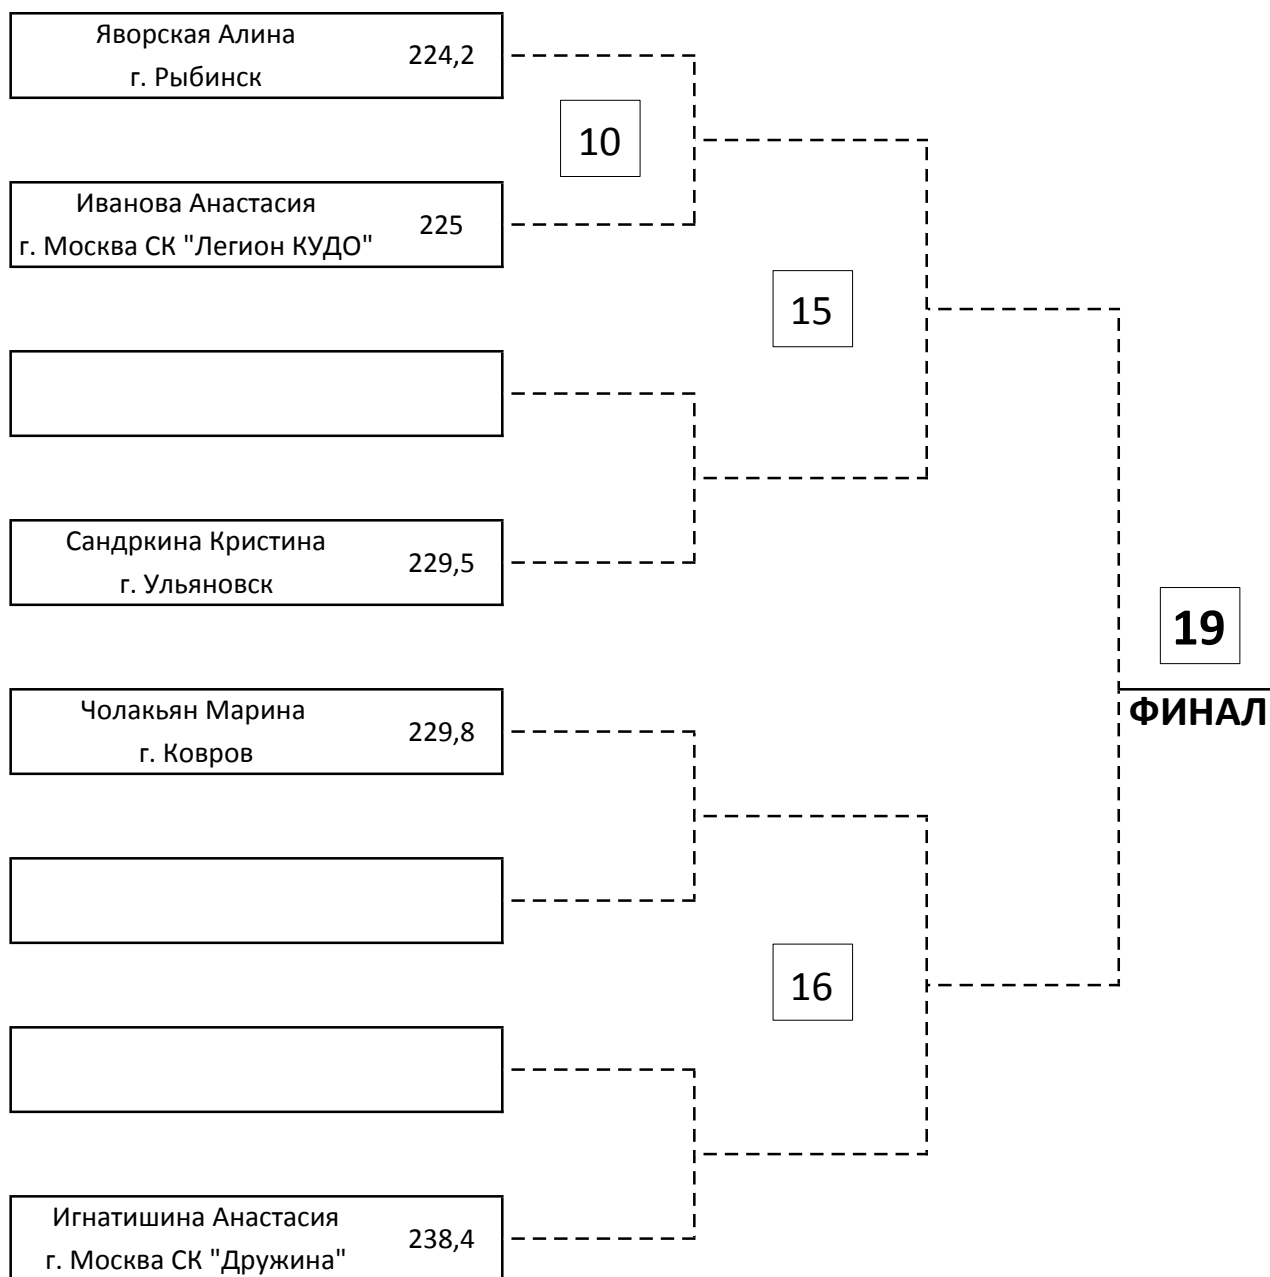 Яворская Алина
г. Рыбинск
224,2
10
Иванова Анастасия
г. Москва СК "Легион КУДО"
225
15
Сандркина Кристина
г. Ульяновск
229,5
19
ФИНАЛ
Чолакьян Марина
г. Ковров
229,8
16
Игнатишина Анастасия
г. Москва СК "Дружина"
238,4